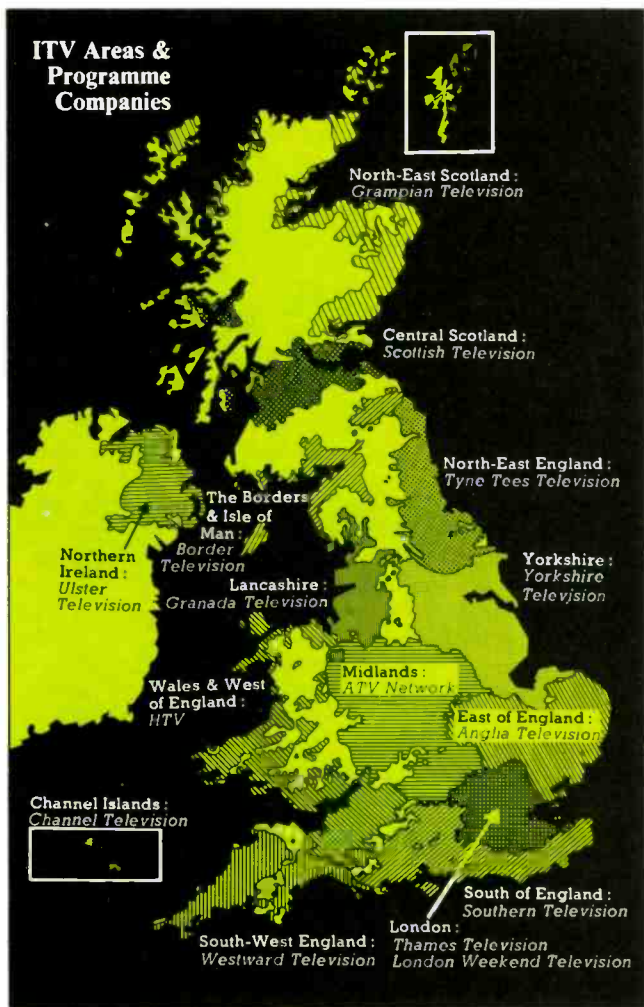 ITV Areas &
Programme
Companies
North-East Scotland :
Grampian Television
Central Scotland :
Scottish Television
North-East England :
Tyne Tees Television
The Borders
& Isle of
Man :
Border
Television
Northern
Ireland :
Ulster
Television
Yorkshire :
Yorkshire
Television
Lancashire :
Granada Television
Midlands :
ATV Network
Wales & West
of England :
HTV
East of England :
Anglia Television
Channel Islands :
Channel Television
South of England :
Southern Television
South-West England :
Westward Television
London :
Thames Television
London Weekend Television